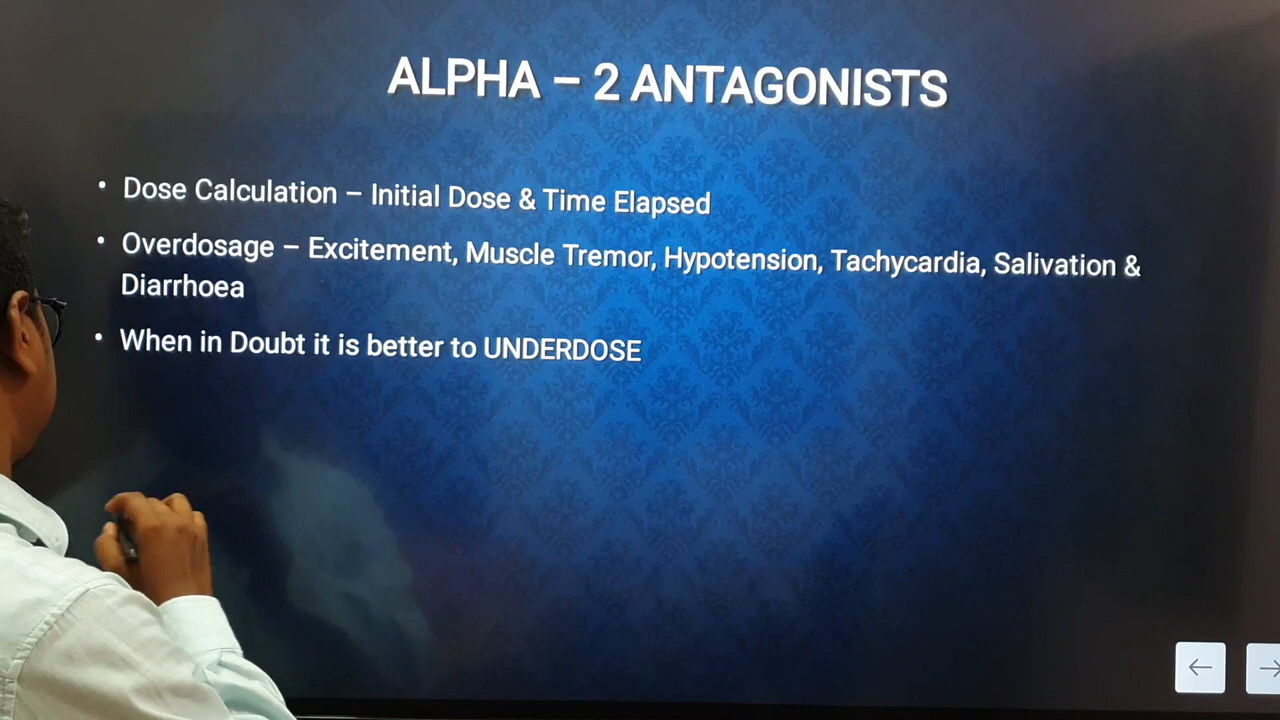 ALPHA – 2 ANTAGONISTS
• Dose Calculation – Initial Dose & Time Elapsed
• Overdosage – Excitement, Muscle Tremor, Hypotension, Tachycardia, Salivation &
Diarrhoea
• When in Doubt it is better to UNDERDOSE